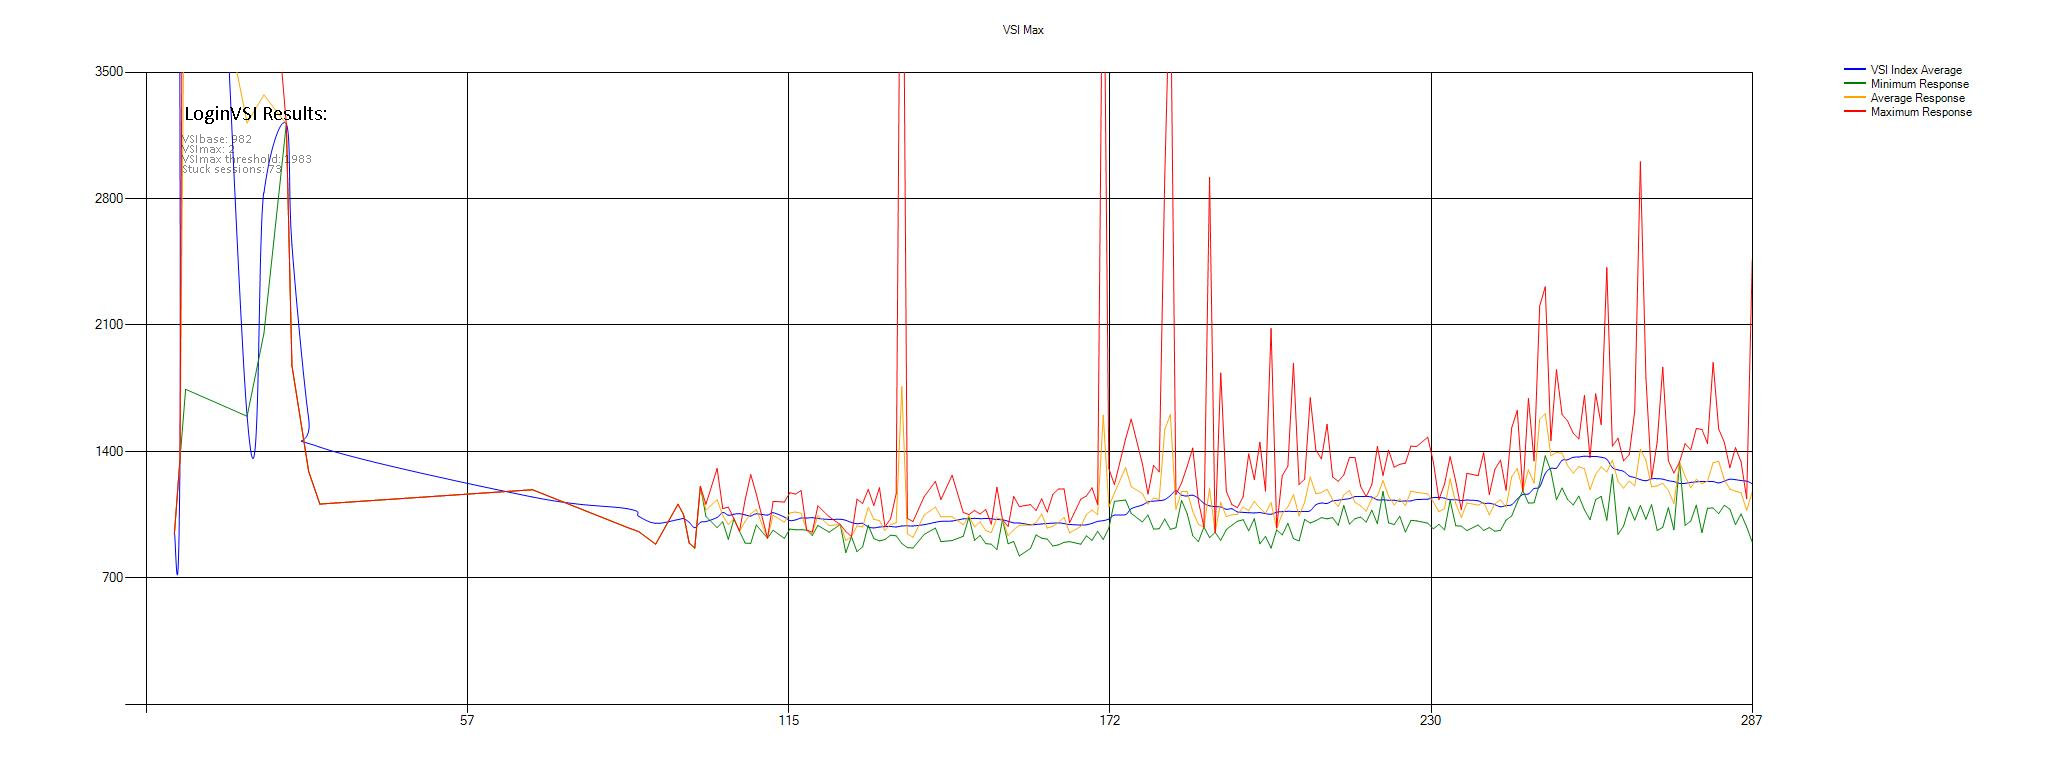 VSI Max
3500
2800
2100
1400
700
57
115
172
230
287
LoginVSI Results:
VSIbase: 982
VSImax: 2
VSImax threshold: 1983
Stuck sessions: 73
VSI Index Average
Minimum Response
Average Response
Maximum Response